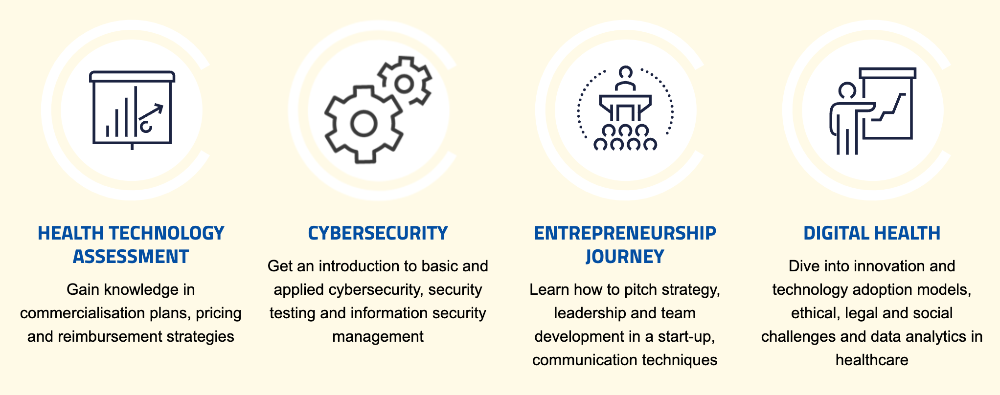 HEALTH TECHNOLOGY
ASSESSMENT
Gain knowledge in
commercialisation plans, pricing
and reimbursement strategies
CYBERSECURITY
Get an introduction to basic and
applied cybersecurity, security
testing and information security
management
ENTREPRENEURSHIP
JOURNEY
Learn how to pitch strategy,
leadership and team
development in a start-up,
communication techniques
DIGITAL HEALTH
Dive into innovation and
technology adoption models,
ethical, legal and social
challenges and data analytics in
healthcare